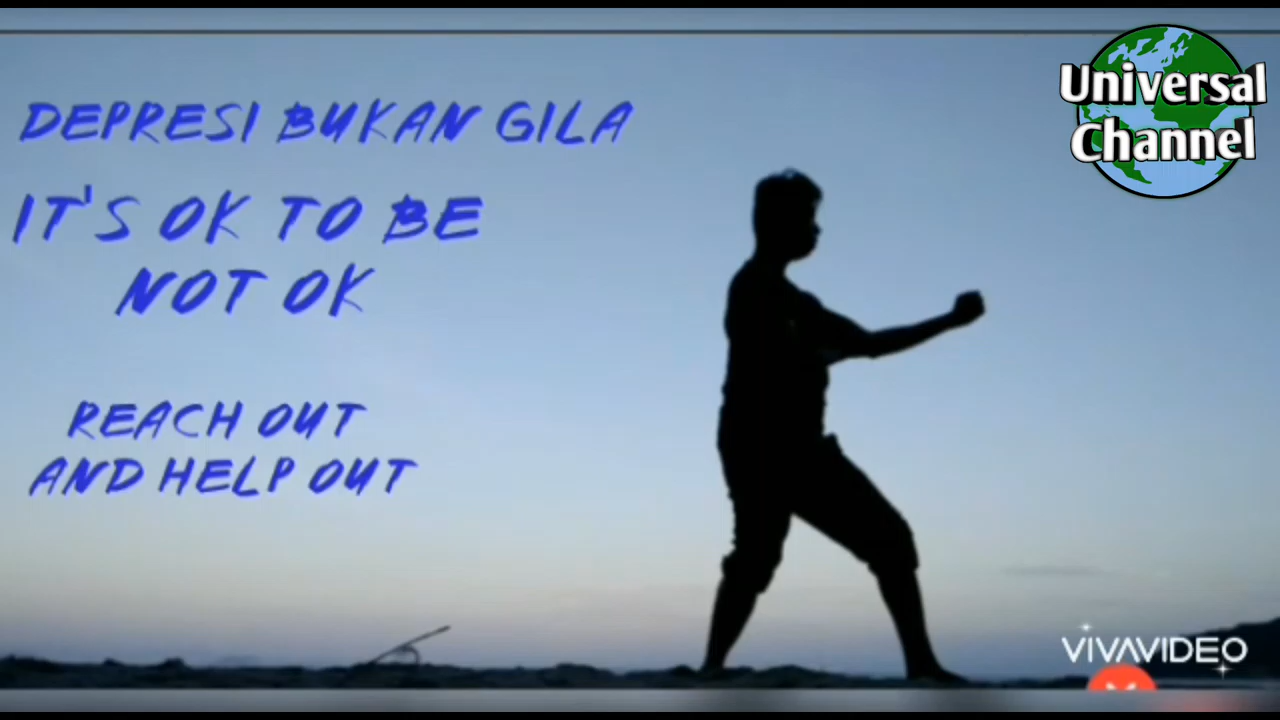 DEPRESI BUKAN GILA
IT'S OK TO BE
NOT OK
REACH OUT
AND HELP OUT
Universal
Channel
VIVAVIDEO